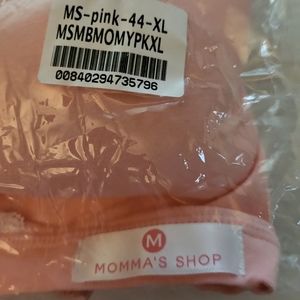 MS-pink-44-XL
MSMBMOMYPKXL
00840294735796
M
MOMMA'S SHOP